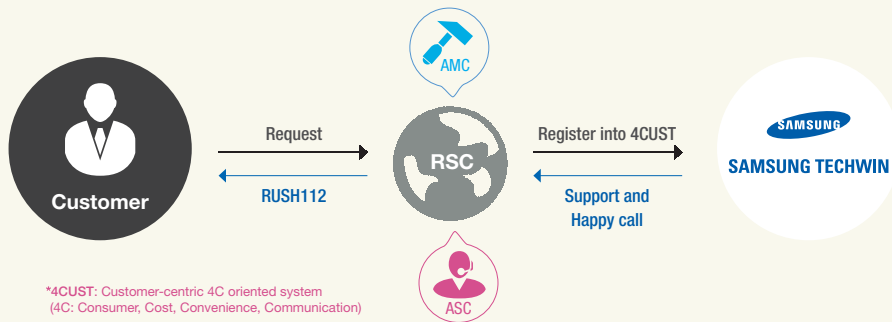 AMC
Request
Register into 4CUST
RSC
SAMSUNG
SAMSUNG TECHWIN
Customer
RUSH112
Support and
Happy call
ASC
*4CUST: Customer-centric 4C oriented system
(4C: Consumer, Cost, Convenience, Communication)